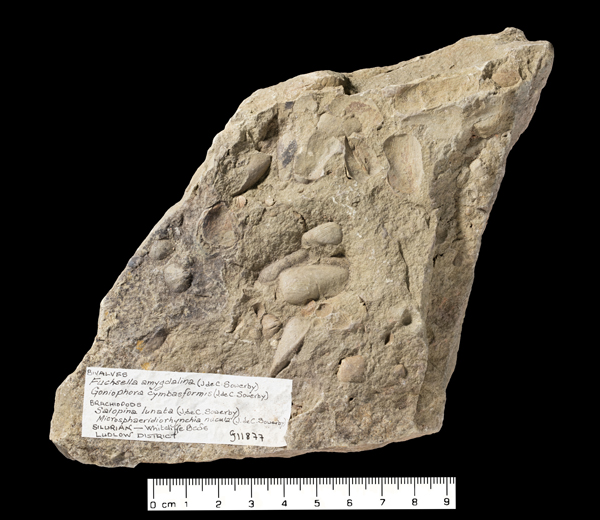 BIVALVES
Fuchsella amygdalina (J.de C. Sowerby)
Goniophora cymbaeformis (J.de C. Sowerby)
BRACHIOPODS
Salopina lunata (J.de C. Sowerby)
Microsphaeridiorhynchia nucula (J.de C. Sowerby)
SILURIAN — Whitcliffe Beds
LUDLOW DISTRICT G11877
0 cm 1 2 3 4 5 6 7 8 9